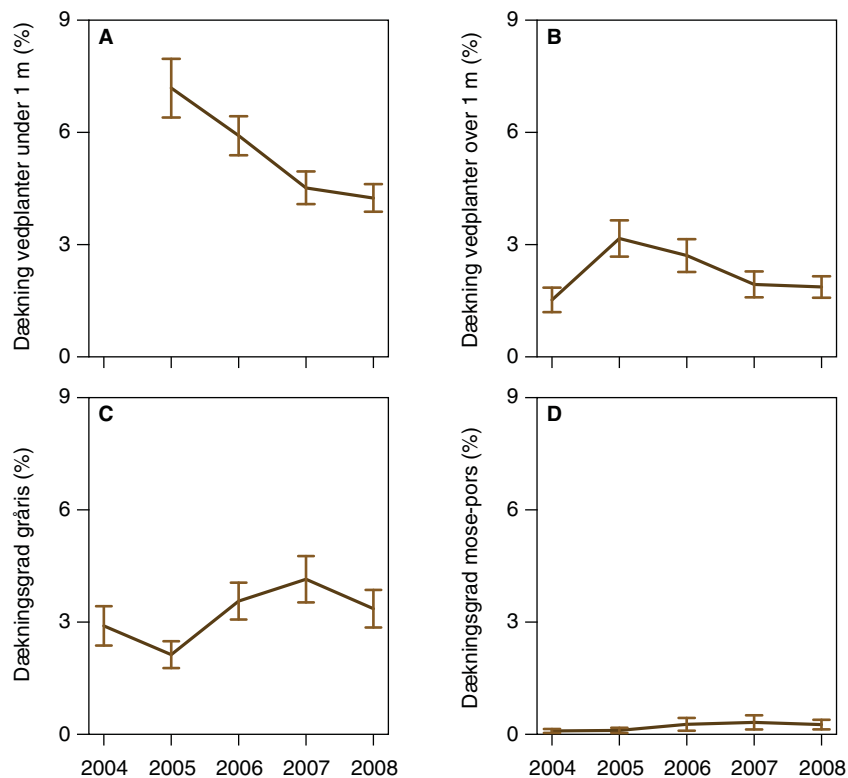 A
Dækning vedplanter under 1 m (%)
9
6
3
0
B
Dækning vedplanter over 1 m (%)
9
6
3
0
C
Dækningsgrad gråris (%)
9
6
3
0
2004 2005 2006 2007 2008
D
Dækningsgrad mose-pors (%)
9
6
3
0
2004 2005 2006 2007 2008